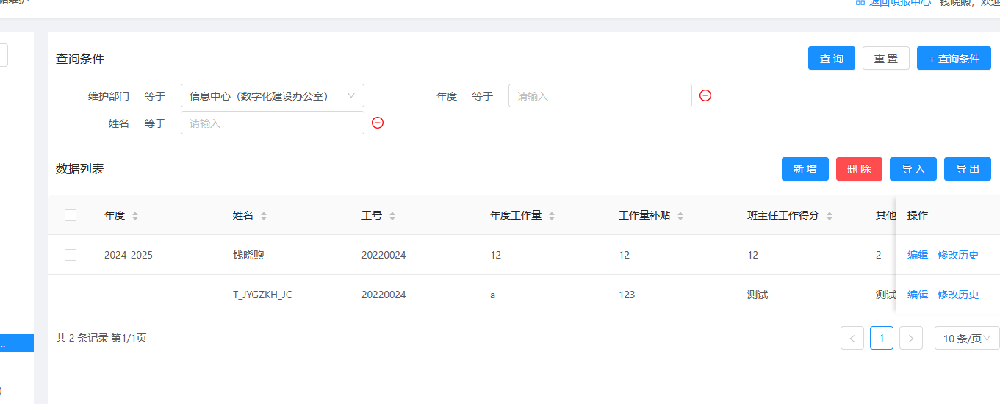 返回填报中心 钱晓煦，欢迎
查询条件 查 询 重 置 + 查询条件
维护部门 等于 信息中心（数字化建设办公室） 年度 等于 请输入
姓名 等于 请输入
数据列表 新 增 删 除 导 入 导 出
年度 姓名 工号 年度工作量 工作量补贴 班主任工作得分 其他 操作
2024-2025 钱晓煦 20220024 12 12 12 2 编辑 修改历史
T_JYGZKH_JC 20220024 a 123 测试 测试 编辑 修改历史
共 2 条记录 第1/1页 < 1 > 10 条/页
...
)